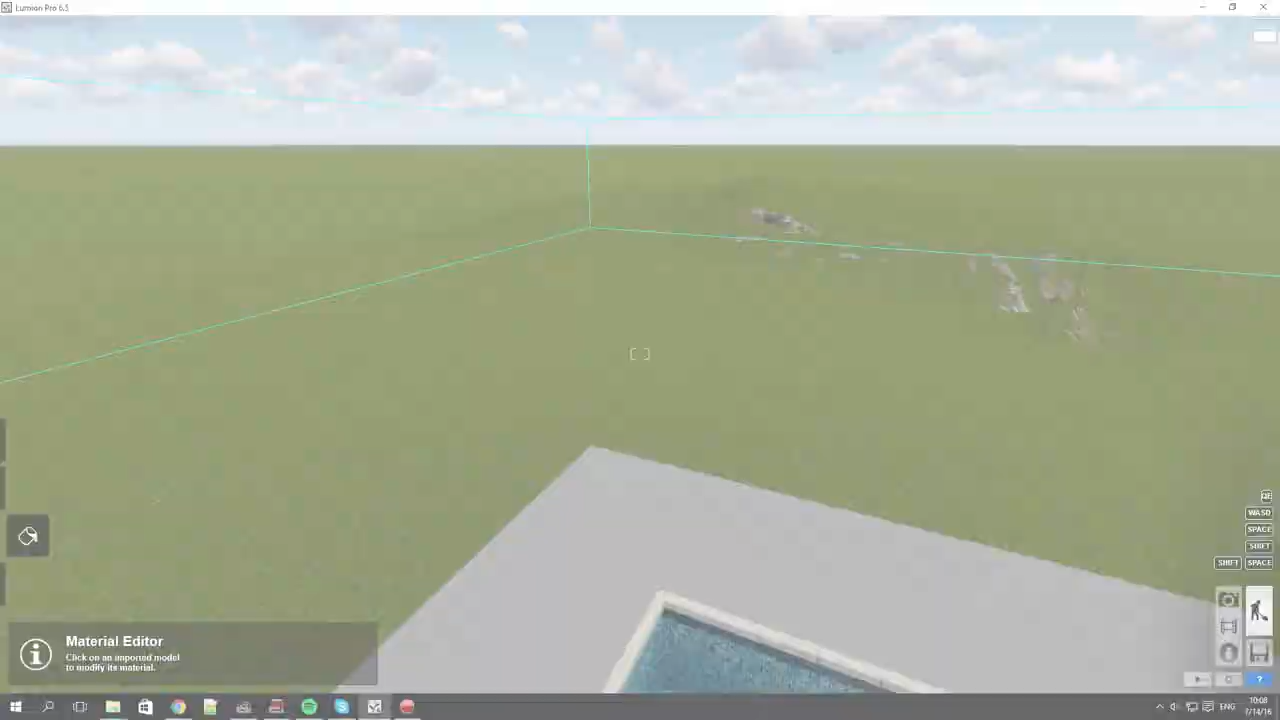 Lumion Pro 6.5
QE
WASD
SPACE
SHIFT
SHIFT SPACE
Material Editor
Click on an imported model
to modify its material.
ENG
10:08
7/14/16